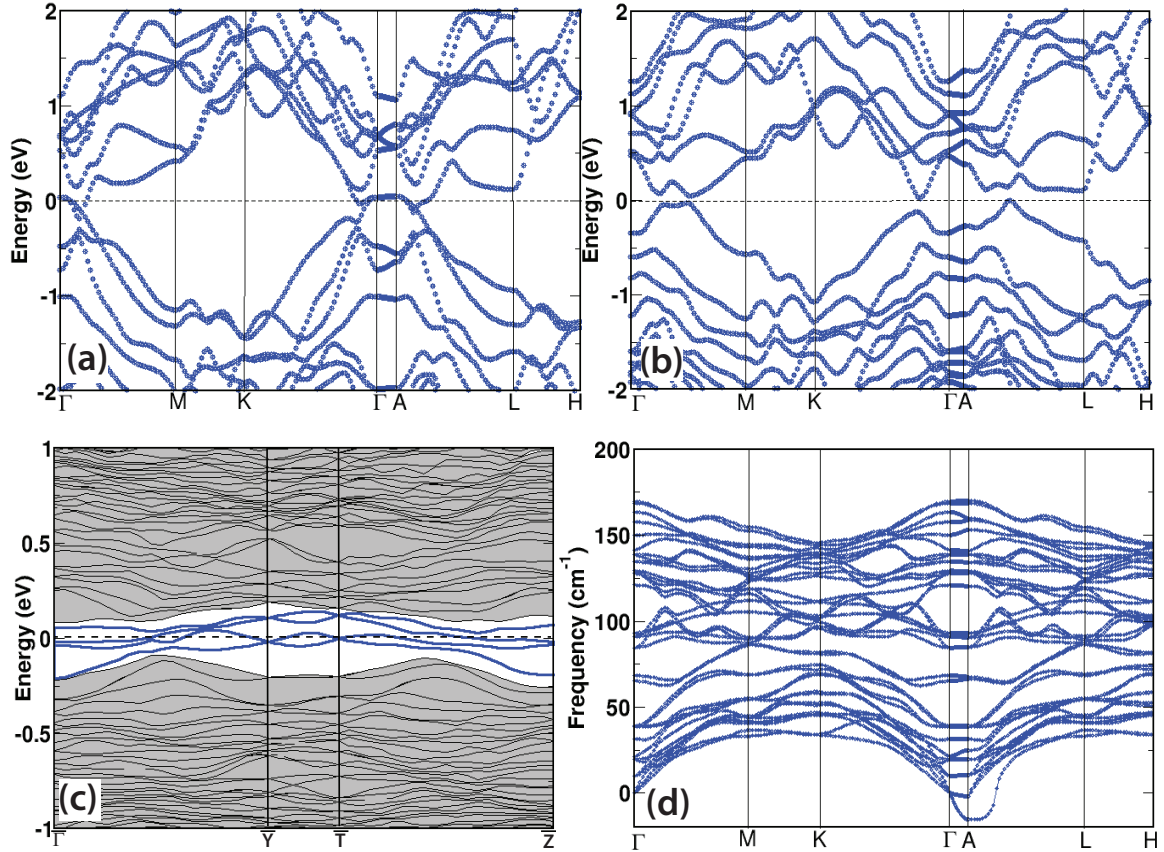 2
1
0
-1
-2
Energy (eV)
(a)
Γ M K Γ A L H
2
1
0
-1
-2
Energy (eV)
(b)
Γ M K Γ A L H
1
0.5
0
-0.5
-1
Energy (eV)
(c)
Γ̅ Y̅ T̅ Z̅
200
150
100
50
0
Frequency (cm⁻¹)
(d)
Γ M K Γ A L H